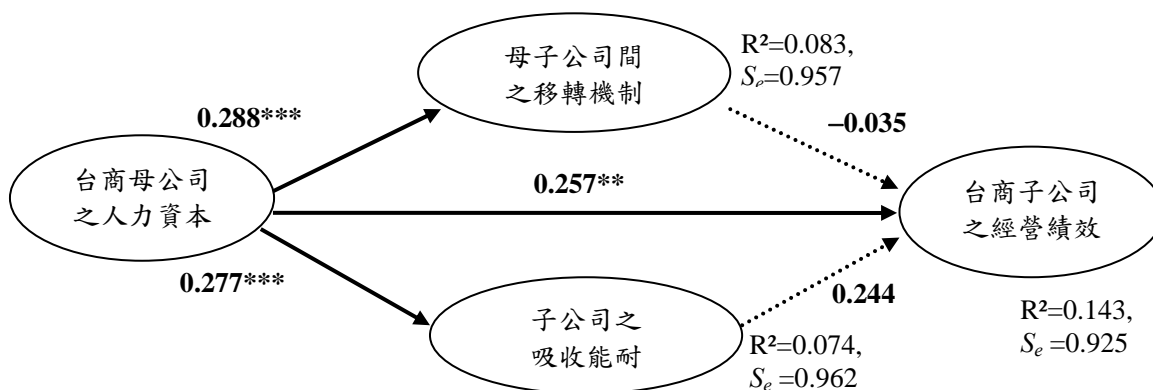 母子公司間
之移轉機制
R²=0.083,
Sₑ=0.957
0.288***
−0.035
台商母公司
之人力資本
0.257**
台商子公司
之經營績效
0.277***
0.244
子公司之
吸收能耐
R²=0.074,
Sₑ=0.962
R²=0.143,
Sₑ =0.925